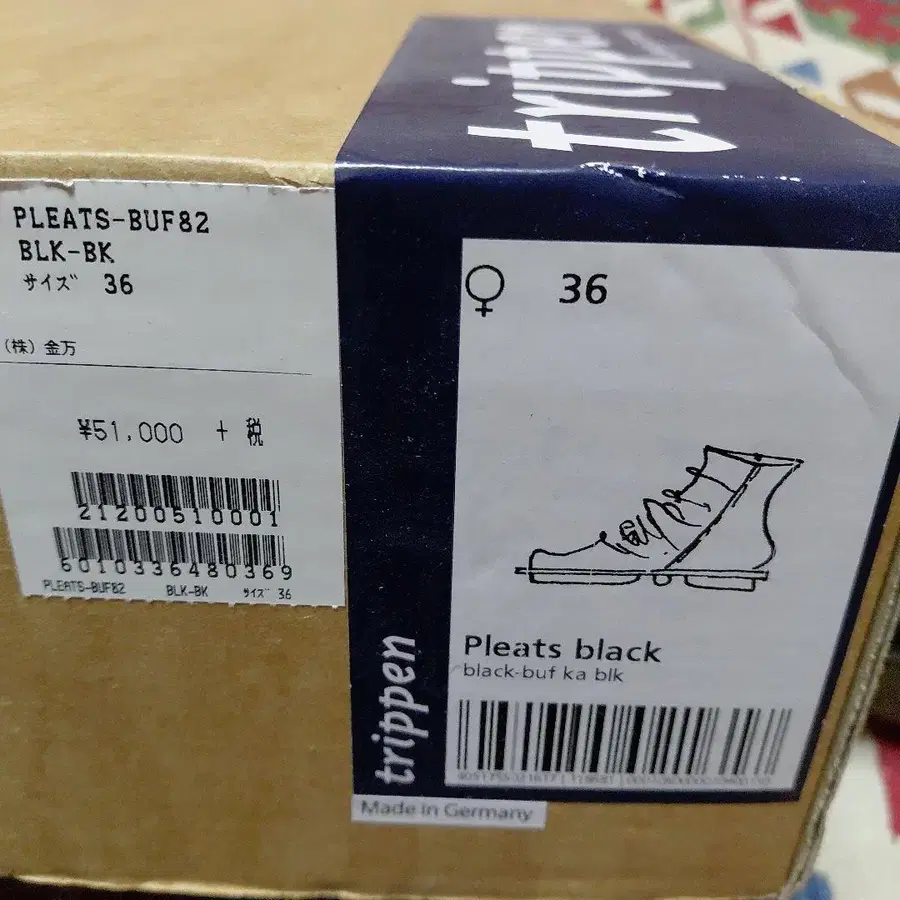 trippen
PLEATS-BUF82
BLK-BK
サイズ 36
(株) 金万
¥51,000 + 税
21200510001
6010336480369
PLEATS-BUF82 BLK-BK サイズ 36
♀ 36
Pleats black
black-buf ka blk
trippen
Made in Germany